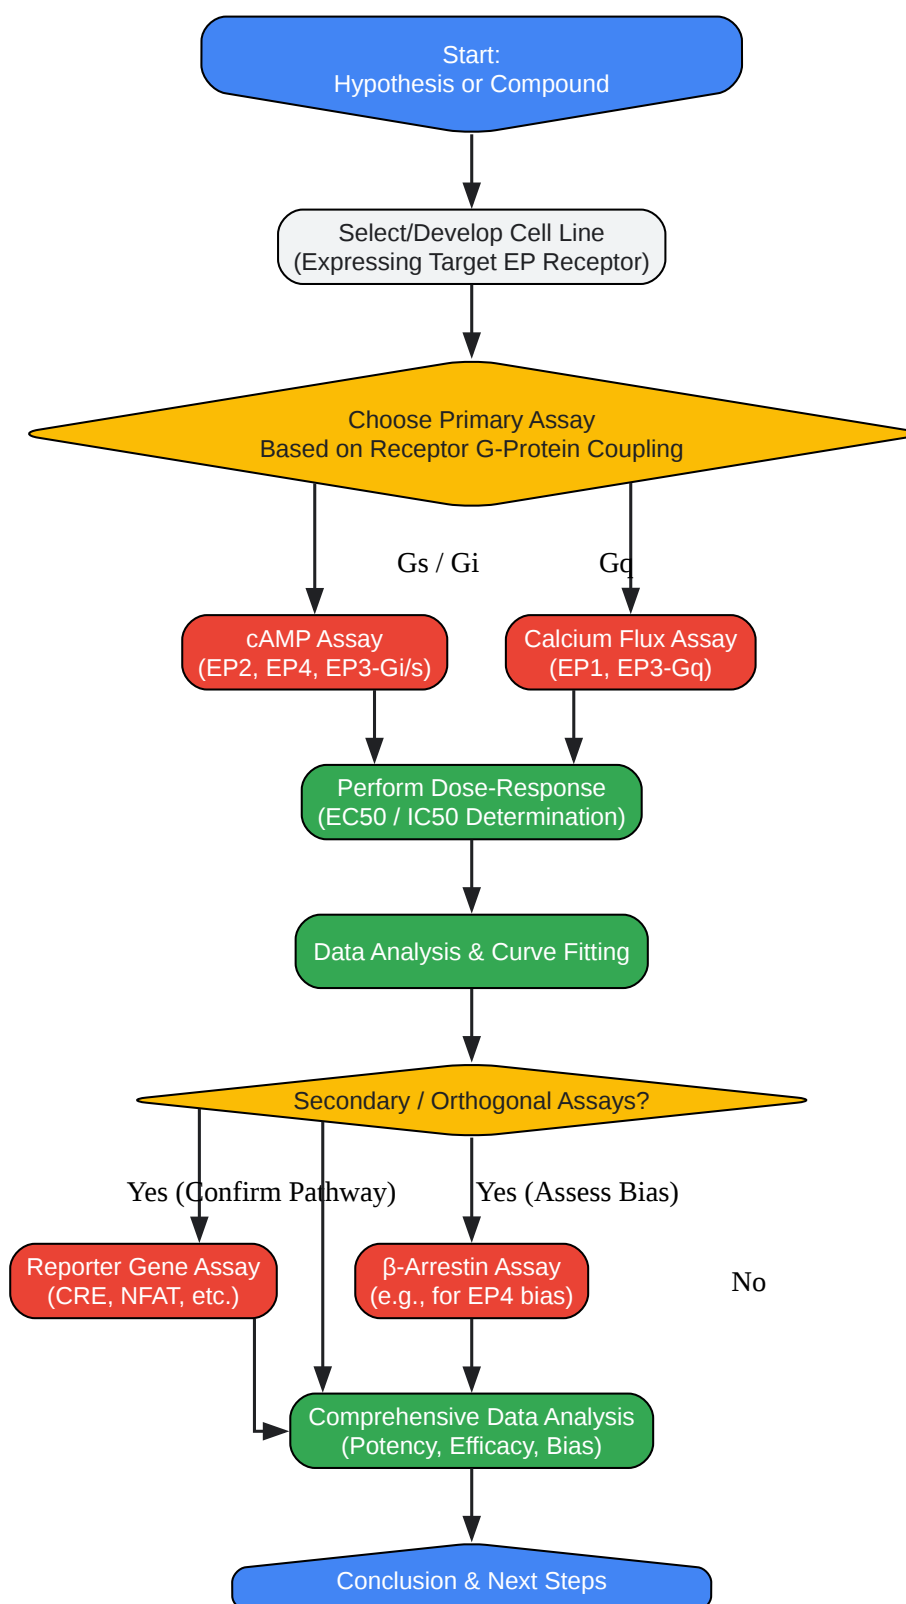 Start:
Hypothesis or Compound
Select/Develop Cell Line
(Expressing Target EP Receptor)
Choose Primary Assay
Based on Receptor G-Protein Coupling
Gs / Gi
Gq
cAMP Assay
(EP2, EP4, EP3-Gi/s)
Calcium Flux Assay
(EP1, EP3-Gq)
Perform Dose-Response
(EC50 / IC50 Determination)
Data Analysis & Curve Fitting
Secondary / Orthogonal Assays?
Yes (Confirm Pathway)
Yes (Assess Bias)
Reporter Gene Assay
(CRE, NFAT, etc.)
β-Arrestin Assay
(e.g., for EP4 bias)
No
Comprehensive Data Analysis
(Potency, Efficacy, Bias)
Conclusion & Next Steps